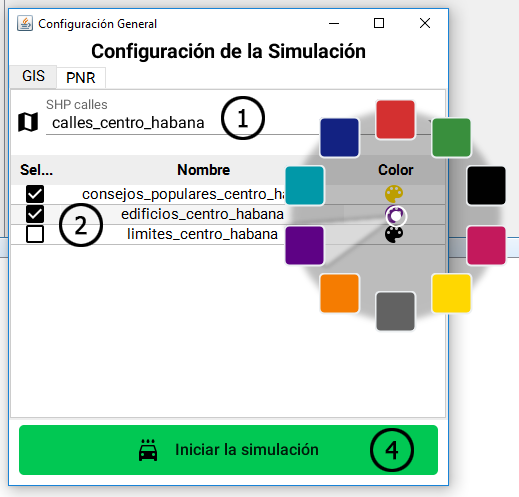 Configuración General
Configuración de la Simulación
GIS PNR
SHP calles
calles_centro_habana
1
Sel... Nombre Color
consejos_populares_centro_ha
edificios_centro_habana
2
limites_centro_habana
Iniciar la simulación
4